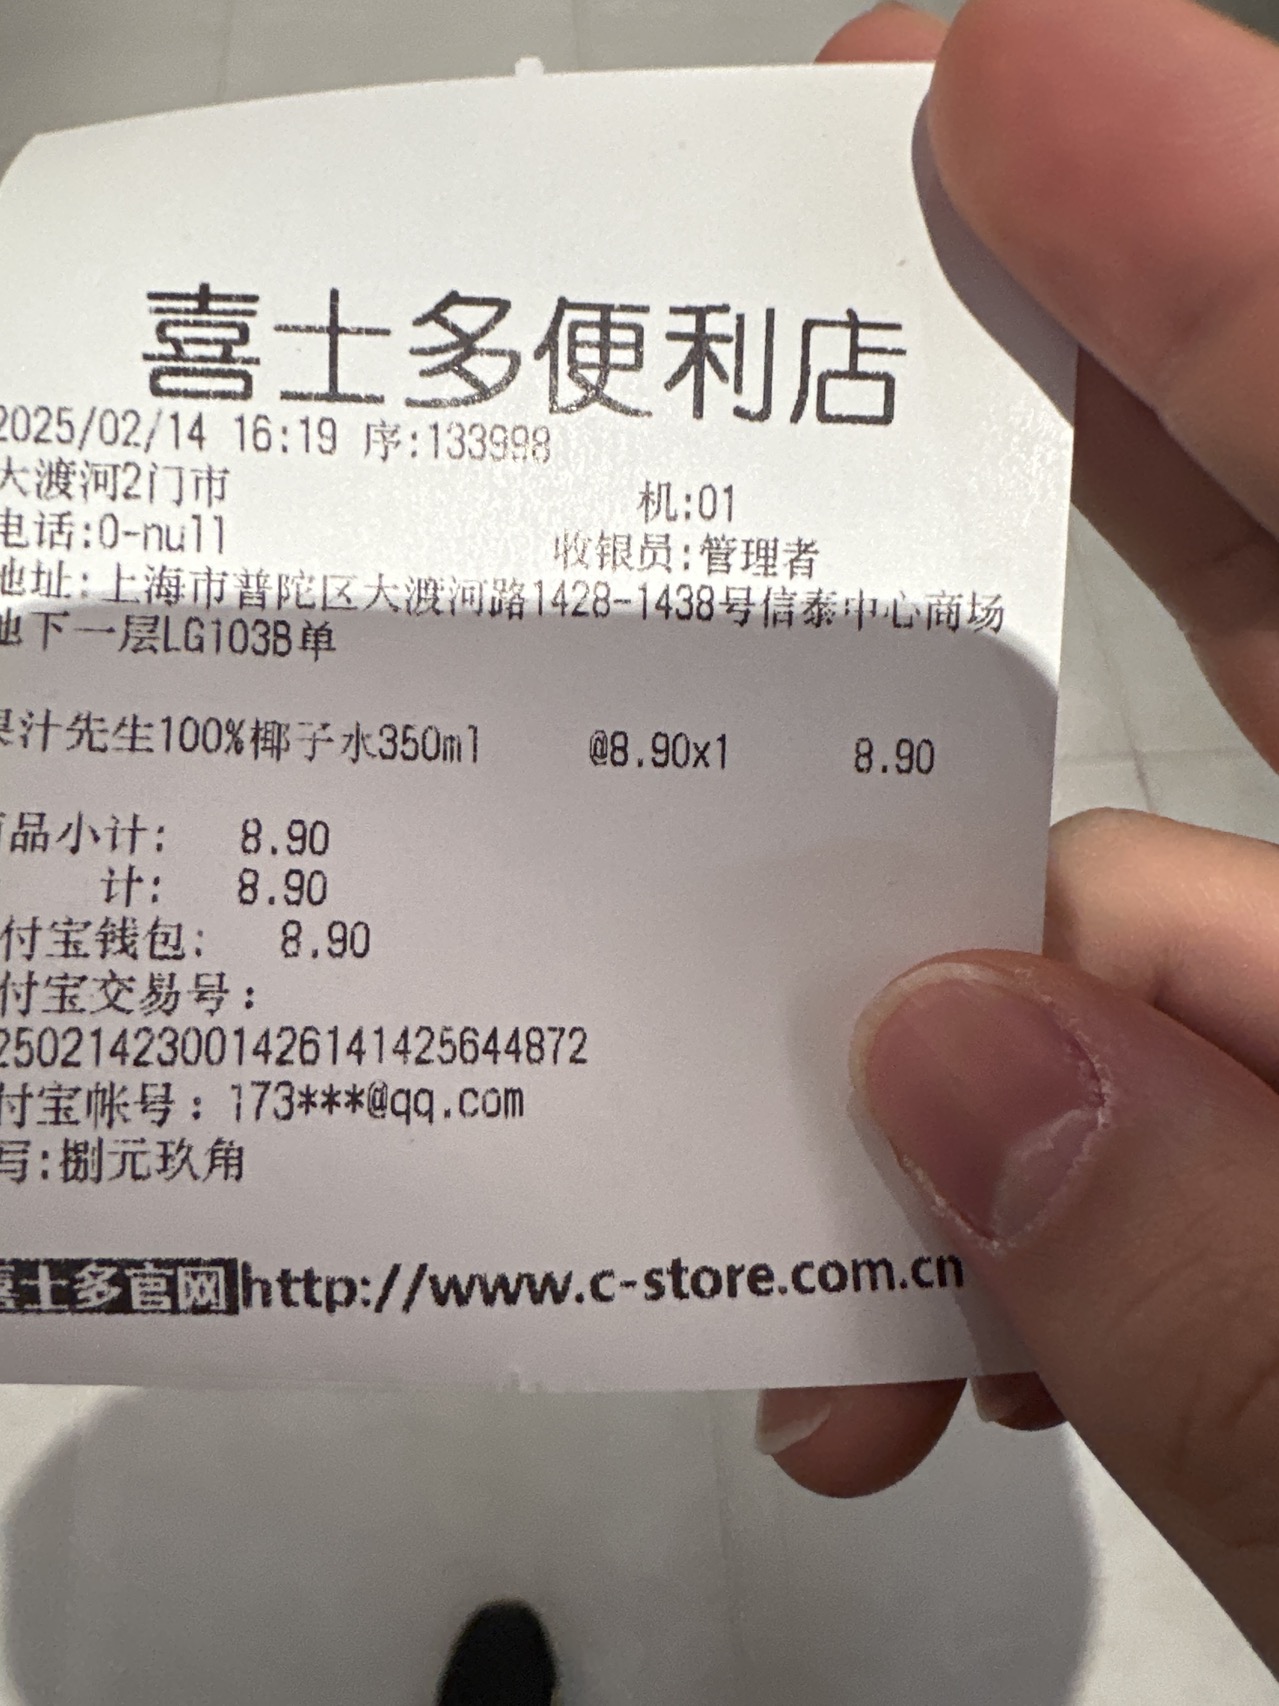 喜士多便利店
2025/02/14 16:19 序:133998
大渡河2门市 机:01
电话:0-null 收银员:管理者
地址:上海市普陀区大渡河路1428-1438号信泰中心商场
地下一层LG103B单
果汁先生100%椰子水350ml @8.90x1 8.90
商品小计: 8.90
计: 8.90
付宝钱包: 8.90
付宝交易号:
2502142300142614142564​4872
付宝帐号:173***@qq.com
写:捌元玖角
喜士多官网http://www.c-store.com.cn